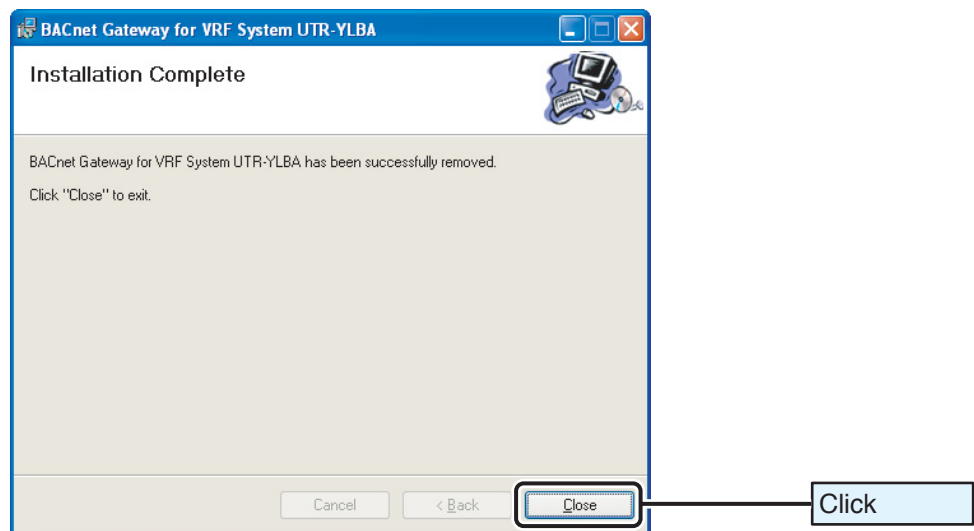 BACnet Gateway for VRF System UTR-YLBA
Installation Complete
BACnet Gateway for VRF System UTR-YLBA has been successfully removed.
Click "Close" to exit.
Cancel
< Back
Close
Click